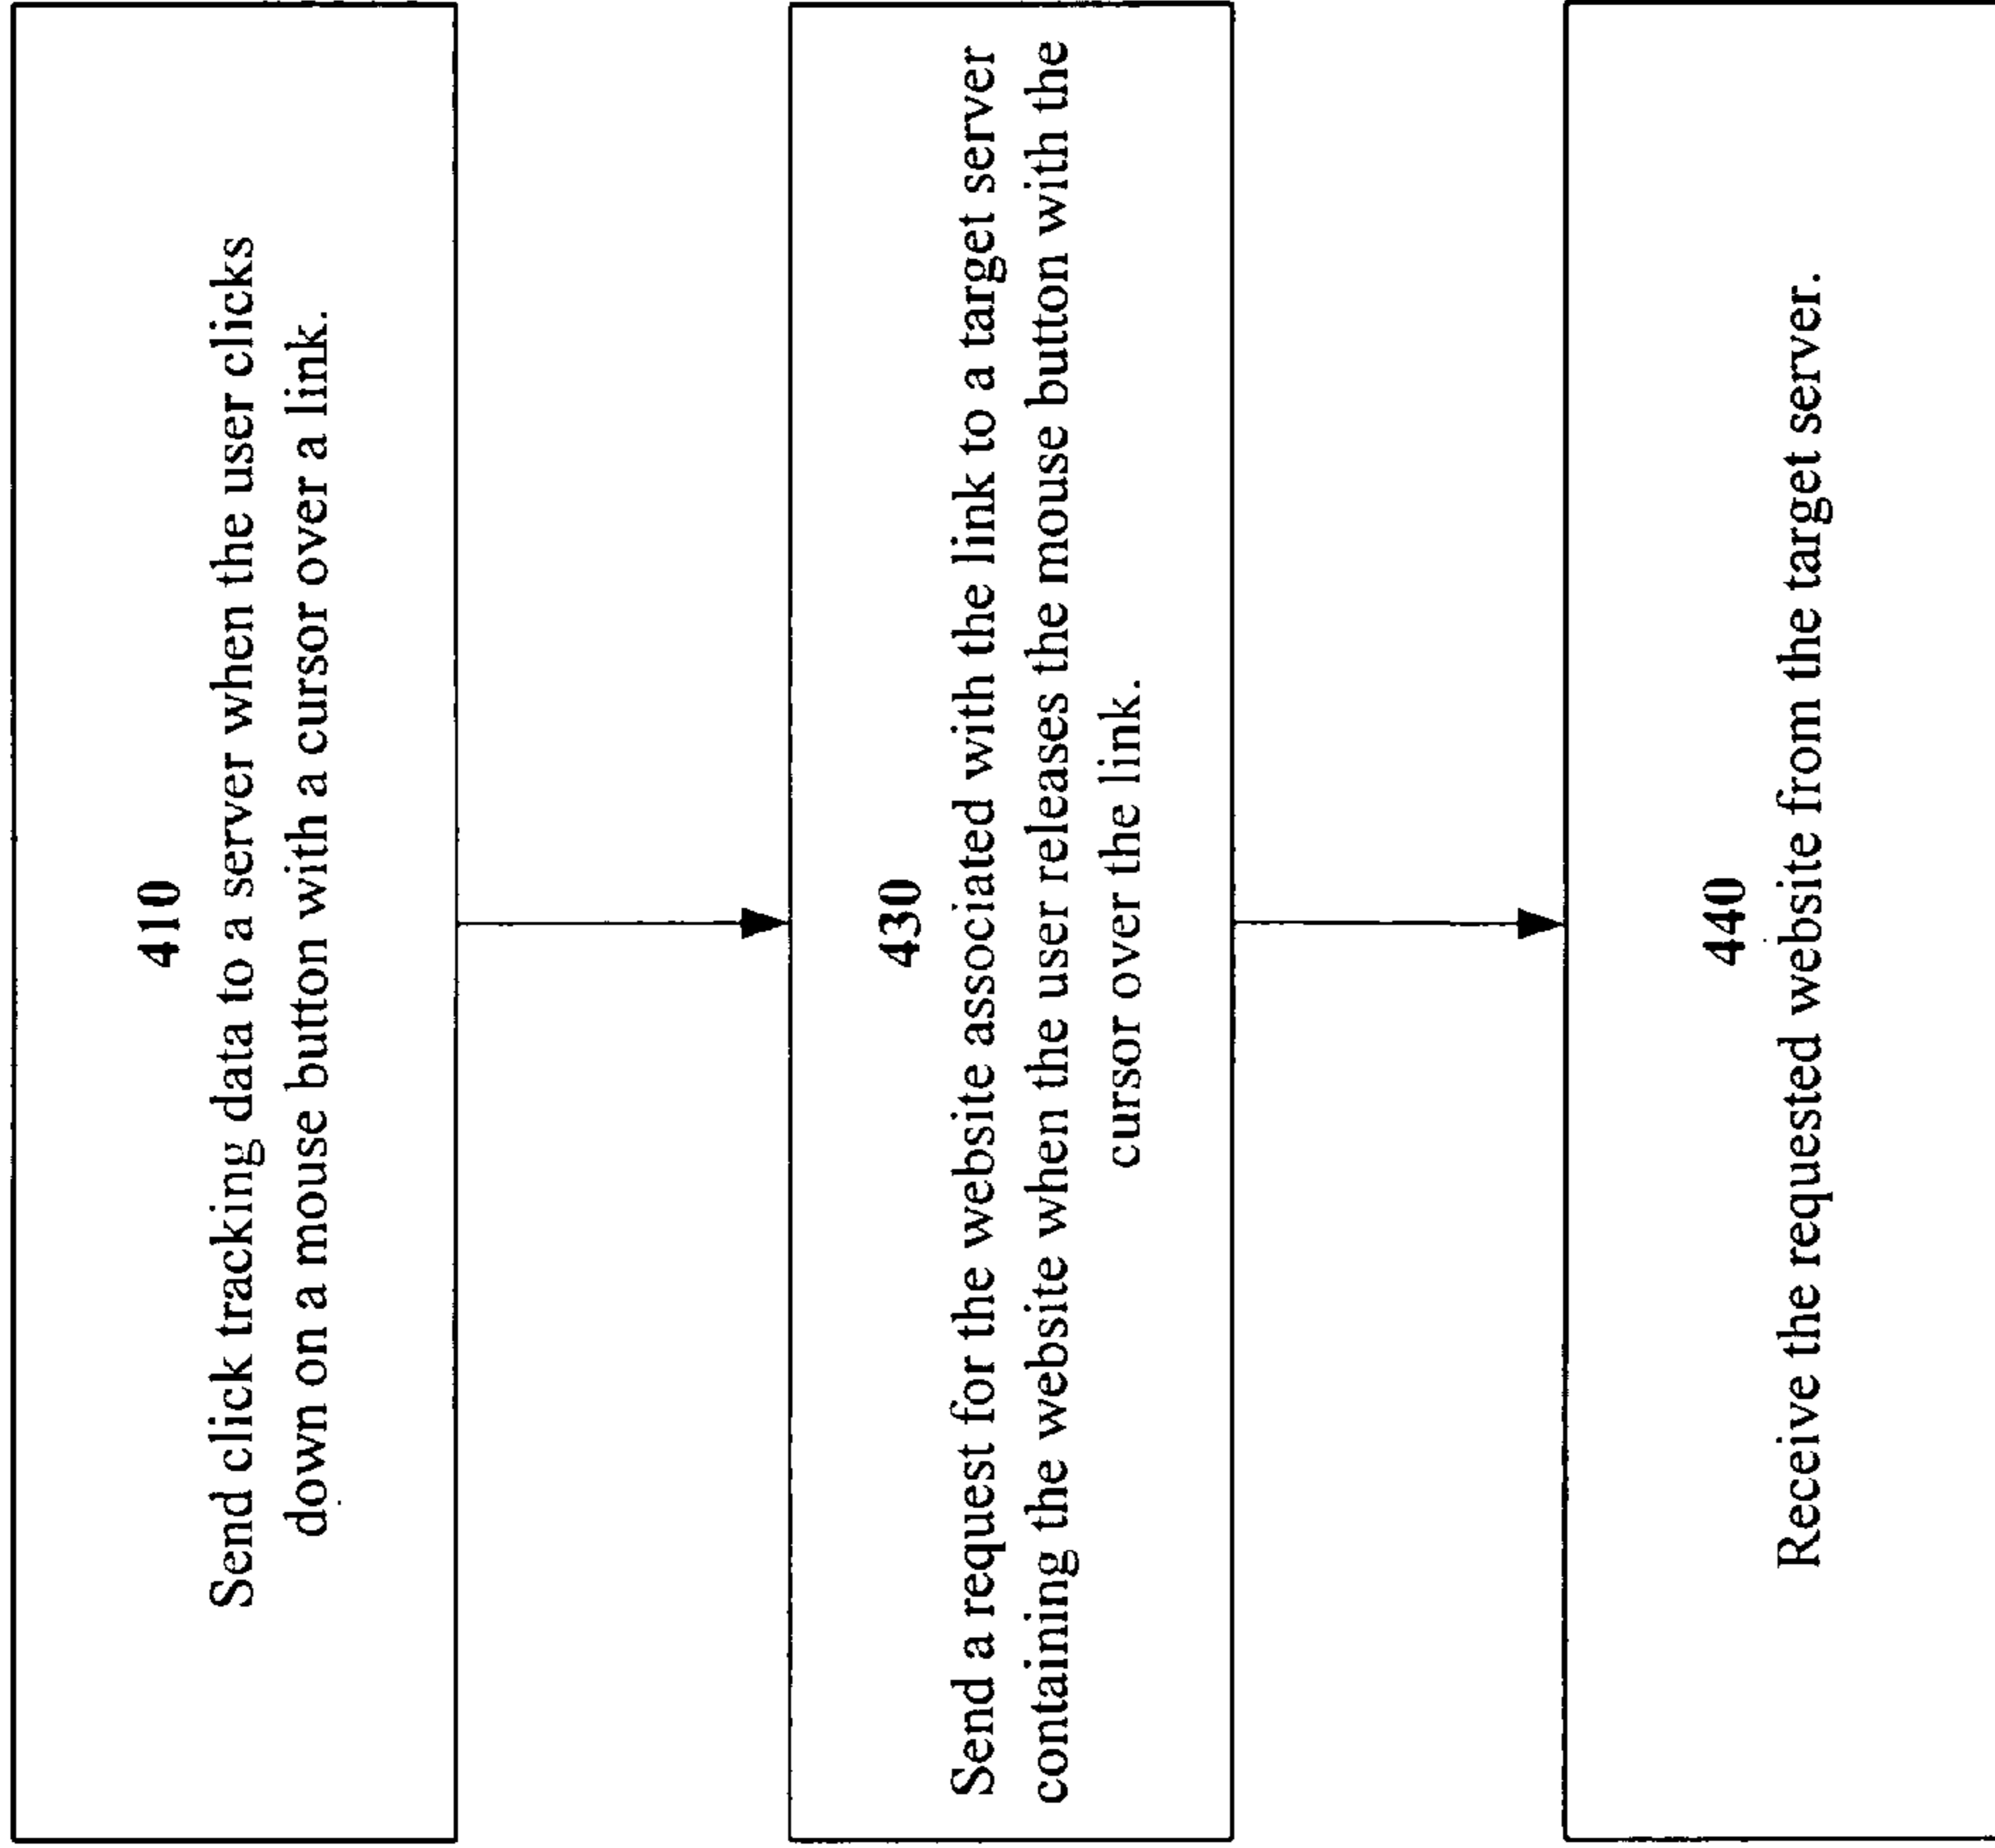 410
Send click tracking data to a server when the user clicks
down on a mouse button with a cursor over a link.
430
Send a request for the website associated with the link to a target server
containing the website when the user releases the mouse button with the
cursor over the link.
440
Receive the requested website from the target server.